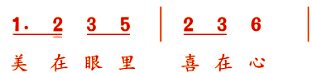 1. 2 3 5 | 2 3 6 |
美 在 眼 里 喜 在 心